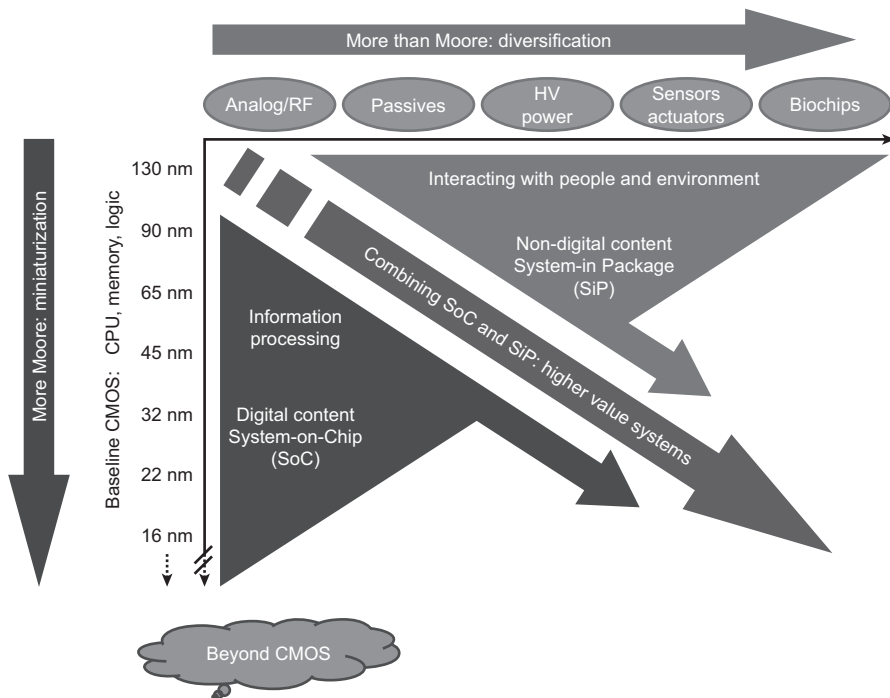 More than Moore: diversification
Analog/RF
Passives
HV
power
Sensors
actuators
Biochips
More Moore: miniaturization
Baseline CMOS: CPU, memory, logic
130 nm
90 nm
65 nm
45 nm
32 nm
22 nm
16 nm
Interacting with people and environment
Non-digital content
System-in Package
(SiP)
Combining SoC and SiP: higher value systems
Information
processing
Digital content
System-on-Chip
(SoC)
Beyond CMOS